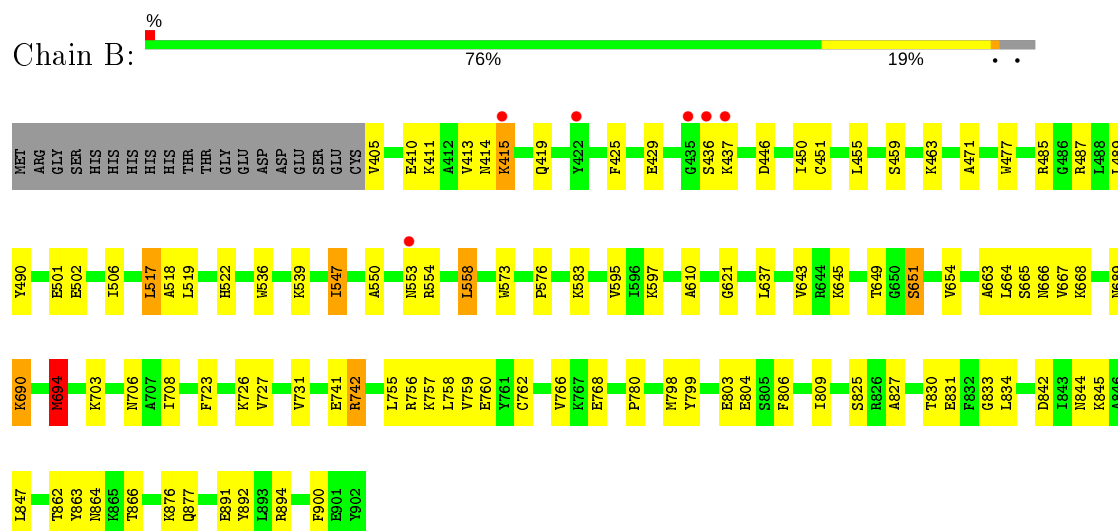 %
Chain B:
76% 19% • •
MET ARG GLY SER HIS HIS HIS HIS HIS HIS THR THR GLY GLU ASP ASP GLU SER GLU CYS V405 E410 K411 A412 V413 N414 K415 Q419 Y422 F425 E429 G435 S436 K437 D446 I450 C451 L455 S459 K463 A471 W477 R485 G486 R487 L488 L489
Y490 E501 E502 I506 L517 A518 L519 H522 W536 K539 I547 A550 N553 R554 L558 W573 P576 K583 V595 I596 K597 A610 G621 L637 V643 R644 K645 T649 G650 S651 V654 A663 L664 S665 N666 V667 K668 N689
K690 M694 K703 N706 A707 I708 F723 K726 V727 V731 E741 R742 L755 R756 K757 L758 V759 E760 Y761 C762 V766 K767 E768 P780 M798 Y799 E803 E804 S805 F806 I809 S825 R826 A827 T830 E831 F832 G833 L834 D842 I843 N844 K845 A846
L847 T862 Y863 N864 K865 T866 K876 Q877 E891 Y892 L893 R894 F900 E901 Y902